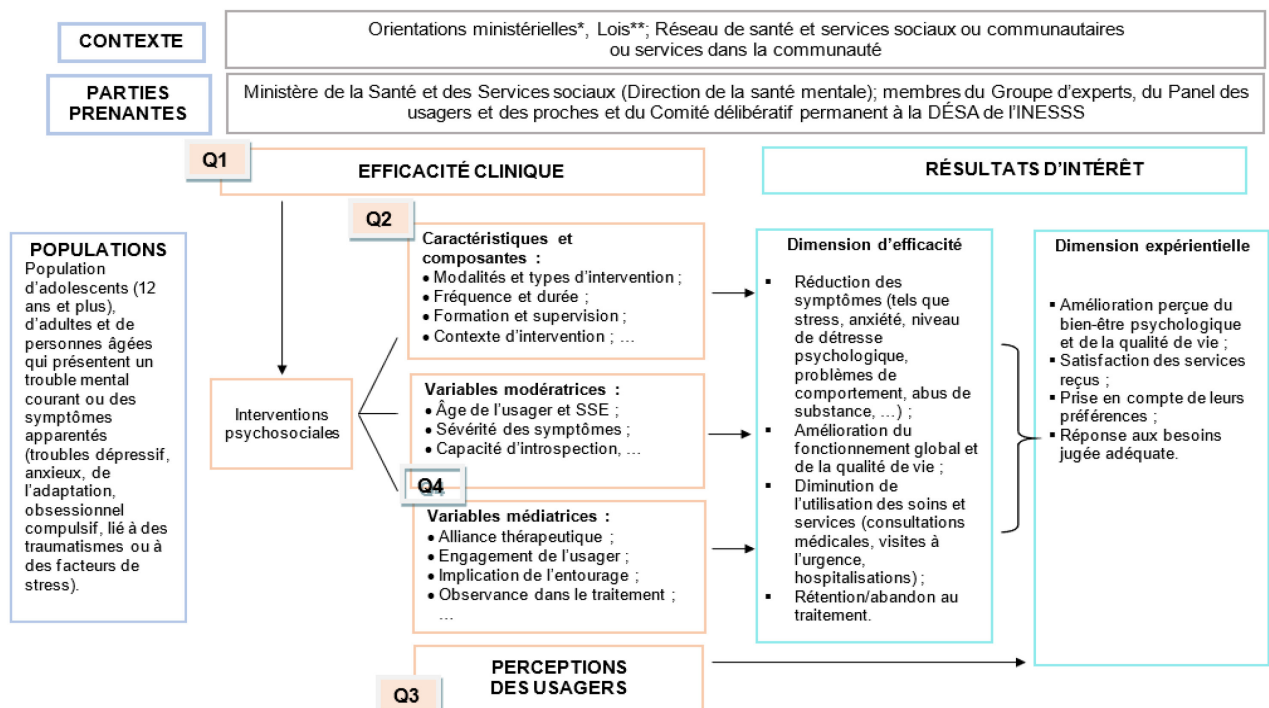 CONTEXTE
Orientations ministérielles*, Lois**; Réseau de santé et services sociaux ou communautaires
ou services dans la communauté
PARTIES
PRENANTES
Ministère de la Santé et des Services sociaux (Direction de la santé mentale); membres du Groupe d'experts, du Panel des
usagers et des proches et du Comité délibératif permanent à la DÉSA de l'INESSS
Q1
EFFICACITÉ CLINIQUE
RÉSULTATS D'INTÉRÊT
POPULATIONS
Population
d'adolescents (12
ans et plus),
d'adultes et de
personnes âgées
qui présentent un
trouble mental
courant ou des
symptômes
apparentés
(troubles dépressif,
anxieux, de
l'adaptation,
obsessionnel
compulsif, lié à des
traumatismes ou à
des facteurs de
stress).
Interventions
psychosociales
Q2
Caractéristiques et
composantes :
• Modalités et types d'intervention ;
• Fréquence et durée ;
• Formation et supervision ;
• Contexte d'intervention ; …
Variables modératrices :
• Âge de l'usager et SSE ;
• Sévérité des symptômes ;
• Capacité d'introspection, …
Q4
Variables médiatrices :
• Alliance thérapeutique ;
• Engagement de l'usager ;
• Implication de l'entourage ;
• Observance dans le traitement ;
…
Dimension d'efficacité
▪ Réduction des
symptômes (tels que
stress, anxiété, niveau
de détresse
psychologique,
problèmes de
comportement, abus de
substance, …) ;
▪ Amélioration du
fonctionnement global et
de la qualité de vie ;
▪ Diminution de
l'utilisation des soins et
services (consultations
médicales, visites à
l'urgence,
hospitalisations) ;
▪ Rétention/abandon au
traitement.
Dimension expérientielle
▪ Amélioration perçue du
bien-être psychologique
et de la qualité de vie ;
▪ Satisfaction des services
reçus ;
▪ Prise en compte de leurs
préférences ;
▪ Réponse aux besoins
jugée adéquate.
Q3
PERCEPTIONS
DES USAGERS